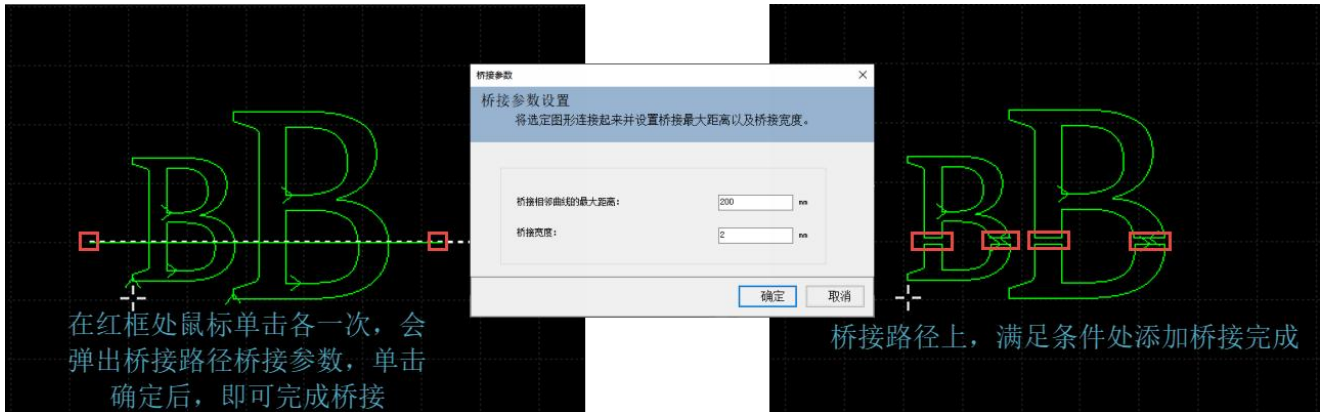 桥接参数
桥接参数设置
将选定图形连接起来并设置桥接最大距离以及桥接宽度。
桥接相邻曲线的最大距离:
200
mm
桥接宽度:
2
mm
确定
取消
在红框处鼠标单击各一次，会
弹出桥接路径桥接参数，单击
确定后，即可完成桥接
桥接路径上，满足条件处添加桥接完成